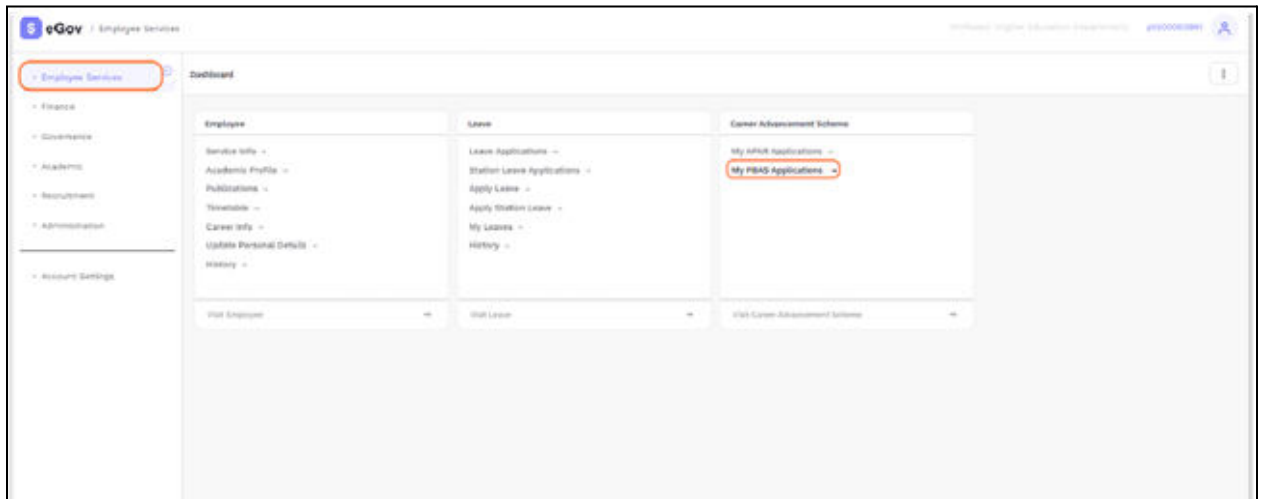 S eGov / Employee Services
Employee Services
Finance
Governance
Academic
Recruitment
Administration
Account Settings
Dashboard
Employee
Service Info
Academic Profile
Publications
Timetable
Career Info
Update Personal Details
History
Visit Employee
Leave
Leave Applications
Station Leave Applications
Apply Leave
Apply Station Leave
My Leaves
History
Visit Leave
Career Advancement Scheme
My APAR Applications
My PBAS Applications
Visit Career Advancement Scheme